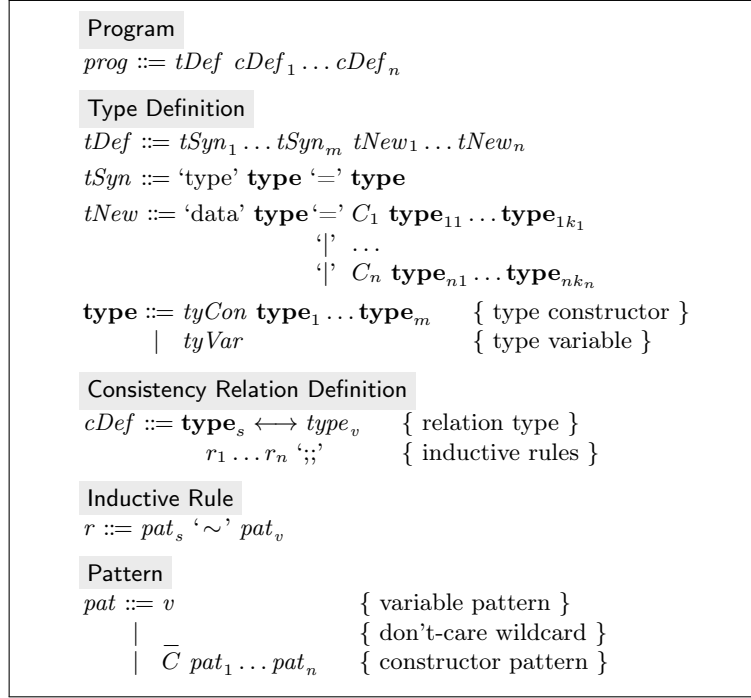 Program
prog ::= tDef cDef₁ … cDefₙ
Type Definition
tDef ::= tSyn₁ … tSynₘ tNew₁ … tNewₙ
tSyn ::= ‘type’ type ‘=’ type
tNew ::= ‘data’ type ‘=’ C₁ type₁₁ … type₁ₖ₁
‘|’ …
‘|’ Cₙ typeₙ₁ … typeₙₖₙ
type ::= tyCon type₁ … typeₘ { type constructor }
| tyVar { type variable }
Consistency Relation Definition
cDef ::= typeₛ ⟷ typeᵥ { relation type }
r₁ … rₙ ‘;;’ { inductive rules }
Inductive Rule
r ::= patₛ ‘∼’ patᵥ
Pattern
pat ::= v { variable pattern }
| _ { don't-care wildcard }
| C pat₁ … patₙ { constructor pattern }